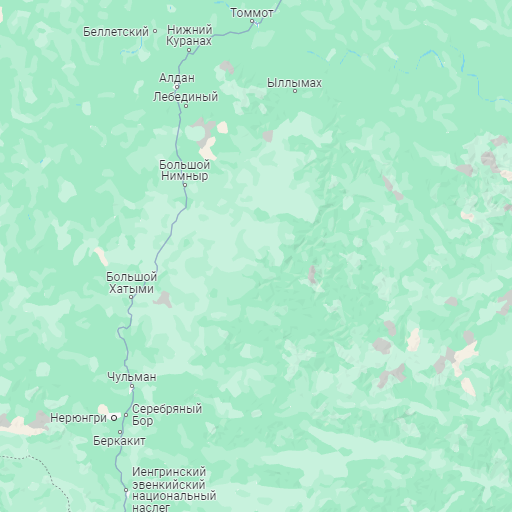 Томмот
Беллетский
Нижний
Куранах
Алдан
Ыллымах
Лебединый
Большой
Нимныр
Большой
Хатыми
Чульман
Серебряный
Бор
Нерюнгри
Беркакит
Иенгринский
эвенкийский
национальный
наслег